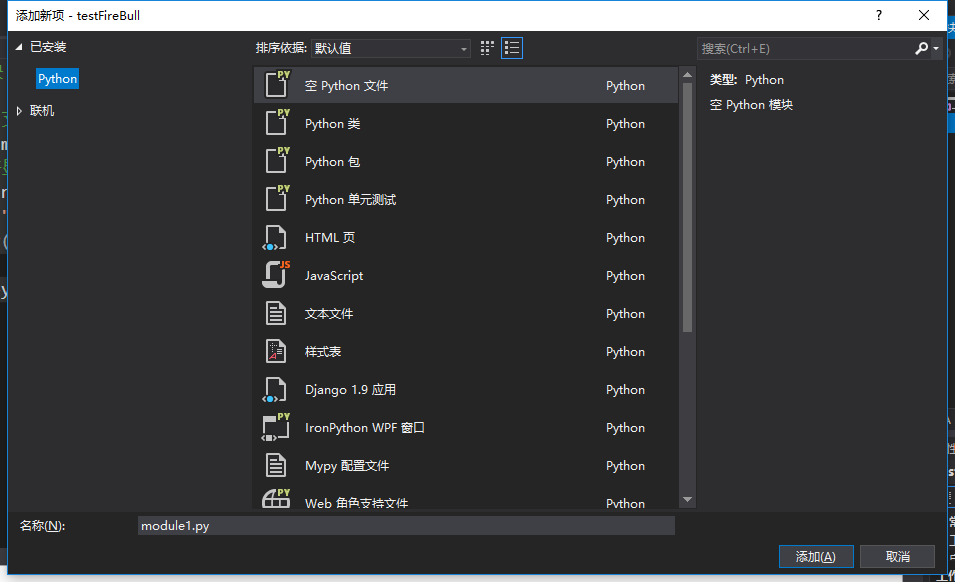 添加新项 - testFireBull
?
已安装
Python
联机
排序依据: 默认值
搜索(Ctrl+E)
空 Python 文件 Python
Python 类 Python
Python 包 Python
Python 单元测试 Python
HTML 页 Python
JavaScript Python
文本文件 Python
样式表 Python
Django 1.9 应用 Python
IronPython WPF 窗口 Python
Mypy 配置文件 Python
Web 角色支持文件 Python
类型: Python
空 Python 模块
名称(N): module1.py
添加(A) 取消